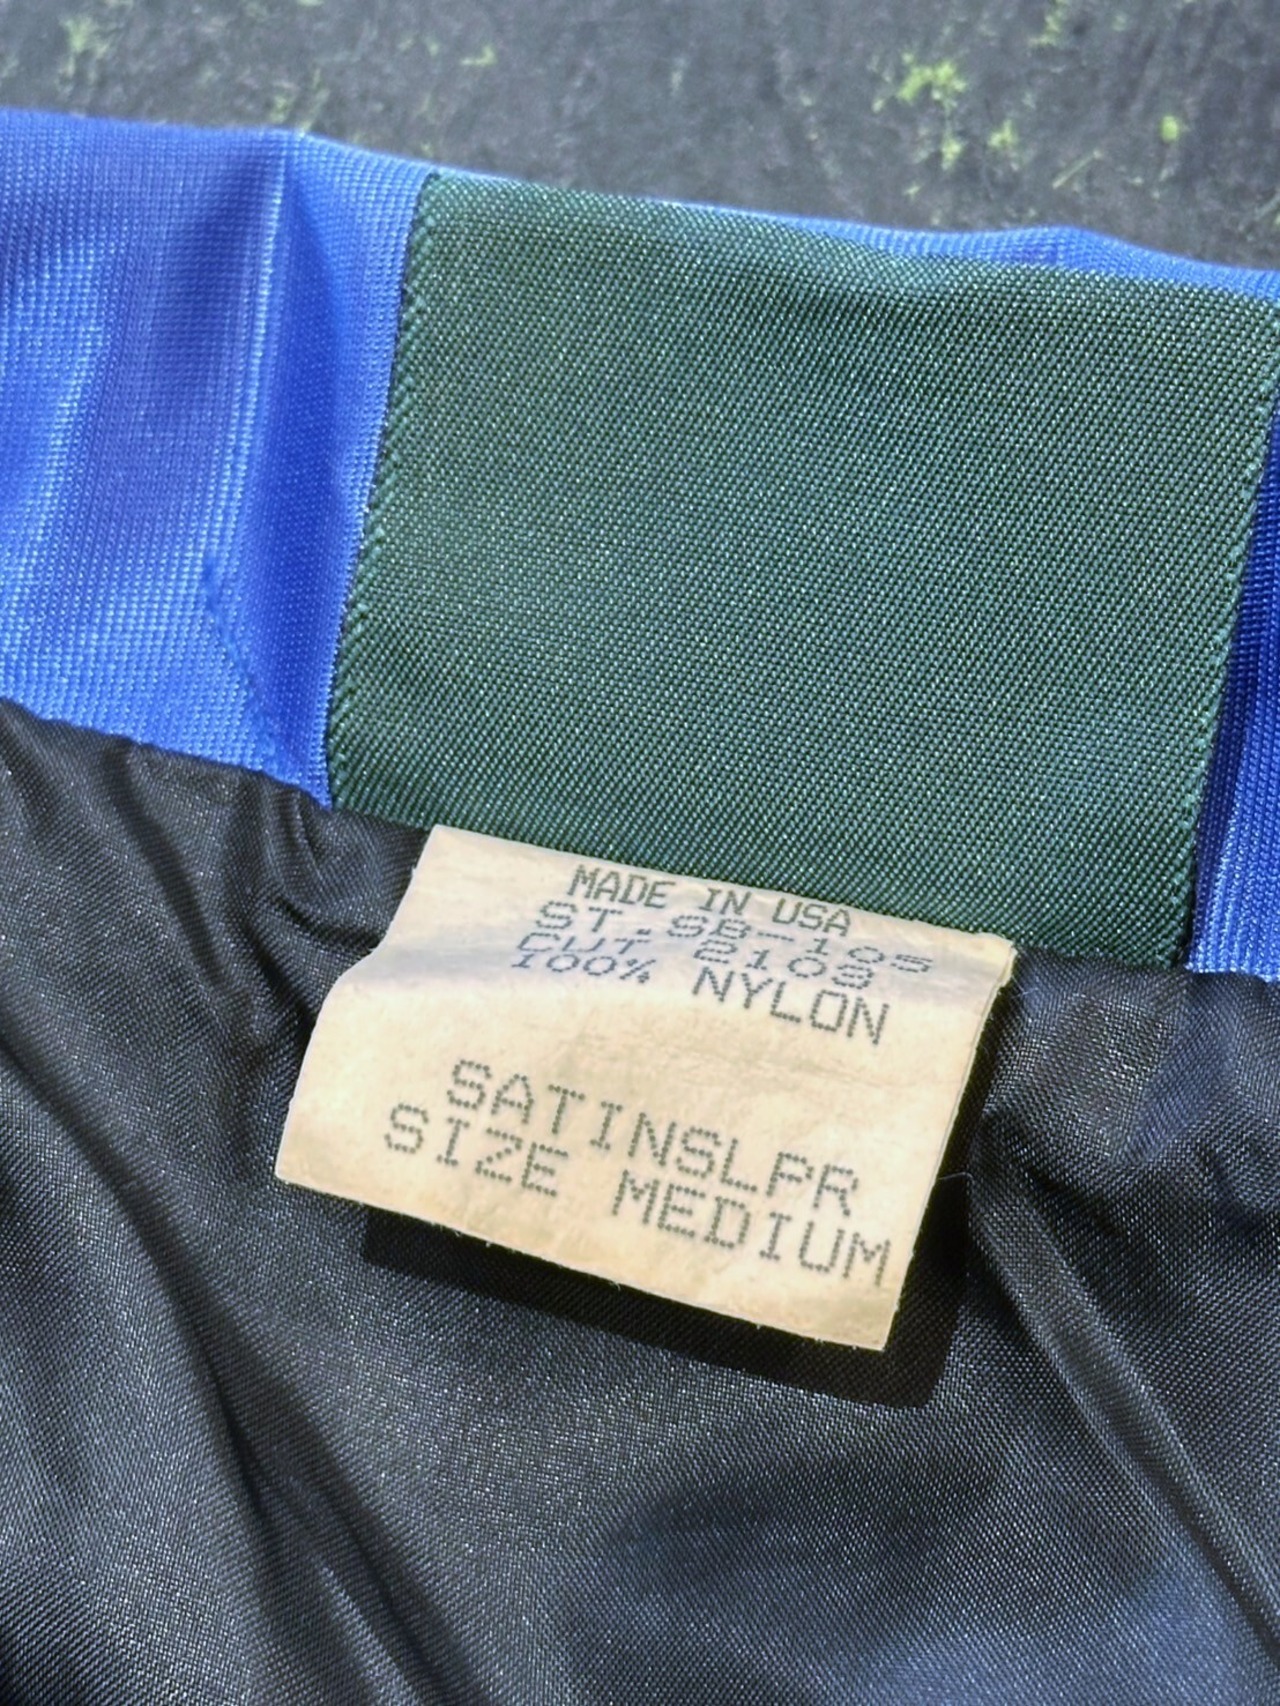 MADE IN USA
ST.SB-105
CUT 2108
100% NYLON
SATINSLPR
SIZE MEDIUM